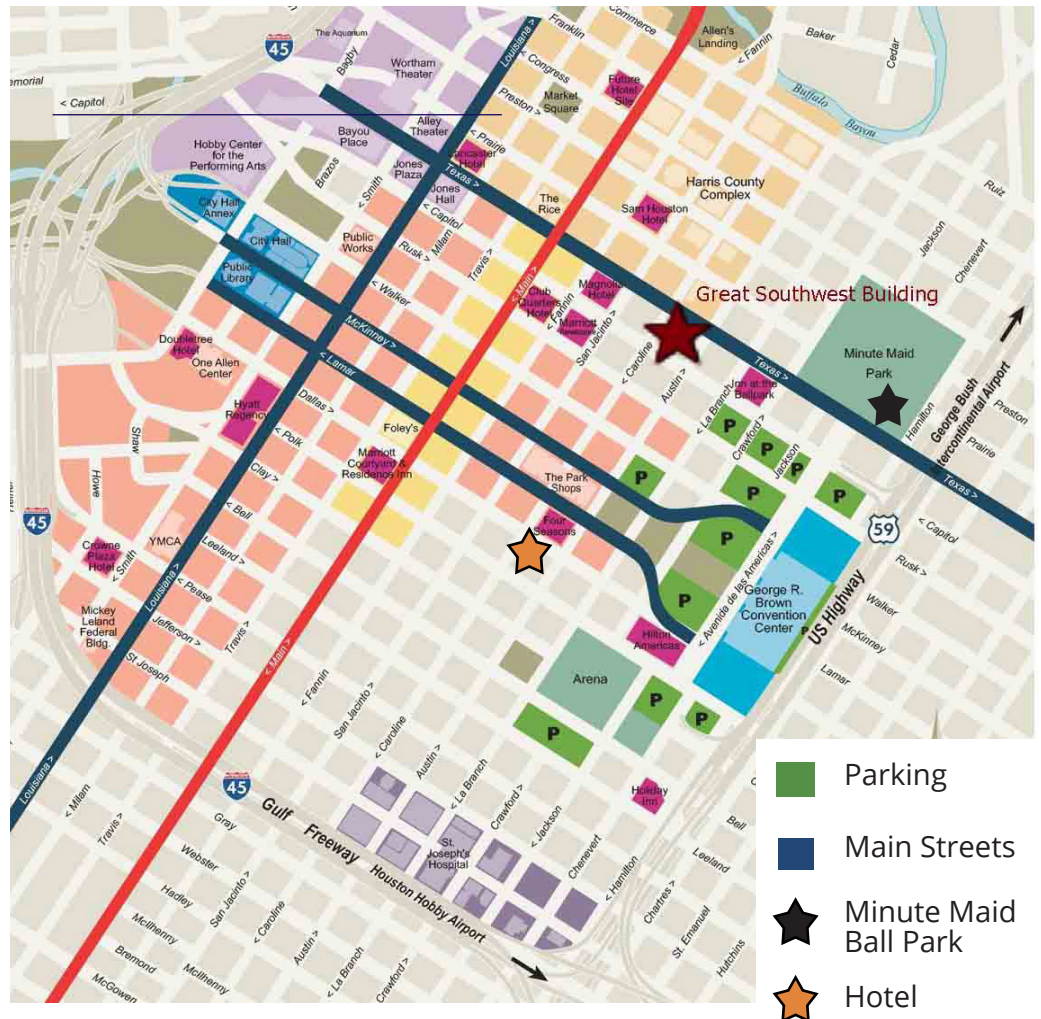 The Aquarium
Franklin
Commerce
Allen's
Landing
< Fannin
Baker
Cedar
45
Bagby
Wortham
Theater
Louisiana >
< Congress
Future
Hotel
Site
Buffalo
Bayou
emorial
< Capitol
Preston >
Market
Square
Alley
Theater
Bayou
Place
< Prairie
Hobby Center
for the
Performing Arts
Brazos
Jones
Plaza
ncaster
Hotel
Texas >
Jones
Hall
< Smith
Harris County
Complex
Ruiz
City Hall
Annex
< Capitol
The
Rice
Sam Houston
Hotel
Jackson
Chenevert
City Hall
Public
Works
Rusk >
Milam
Travis >
Public
Library
< Walker
< Main >
Club
Quarters
Hotel
< Fannin
Magnolia
Hotel
Marriott
San Jacinto >
Great Southwest Building
McKinney >
< Lamar
Doubletree
Hotel
One Allen
Center
< Caroline
Austin >
Texas >
Minute Maid
Park
George Bush
tercontinental Airport
Inn at the
Ballpark
Hyatt
Regency
Dallas >
Foley's
< La Branch
Crawford >
Jackson
Hamilton
Preston
Prairie
Shaw
< Polk
Marriott
Courtyard &
Residence Inn
Clay >
The Park
Shops
P
P
P
P
P
Texas >
Howe
< Bell
45
Four
Seasons
59
< Capitol
Crowne
Plaza
Hotel
< Smith
YMCA
Leeland >
P
< Avenida de las Americas >
Rusk >
Louisiana >
< Pease
George R.
Brown
Convention
Center
P
US Highway
Walker
McKinney
Lamar
Mickey
Leland
Federal
Bldg.
Jefferson >
Travis >
P
Hilton
Americas
St Joseph
< Main >
< Fannin
San Jacinto >
Arena
< Caroline
Austin >
P
P
P
Louisiana >
45
Gulf Freeway
< La Branch
Crawford >
Holiday
Inn
< Milam
Travis >
Gray
Webster
Houston Hobby Airport
St.
Joseph's
Hospital
< Jackson
Chenevert
< Hamilton
Bell
Leeland
Hadley
San Jacinto >
McIlhenny
< Caroline
Austin >
Chartres >
St. Emanuel
Hutchins
Bremond
McIlhenny
< La Branch
Crawford >
McGowen
Parking
Main Streets
Minute Maid
Ball Park
Hotel